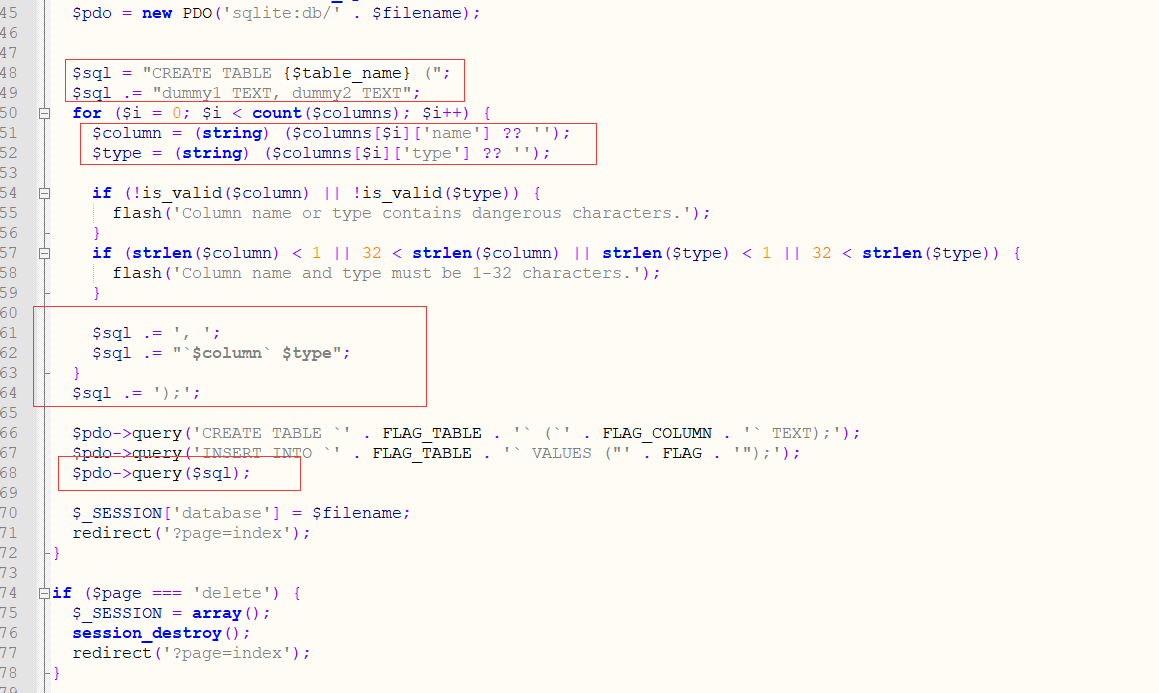 45 $pdo = new PDO('sqlite:db/' . $filename);
46
47
48 $sql = "CREATE TABLE {$table_name} (";
49 $sql .= "dummy1 TEXT, dummy2 TEXT";
50 for ($i = 0; $i < count($columns); $i++) {
51 $column = (string) ($columns[$i]['name'] ?? '');
52 $type = (string) ($columns[$i]['type'] ?? '');
53
54 if (!is_valid($column) || !is_valid($type)) {
55 flash('Column name or type contains dangerous characters.');
56 }
57 if (strlen($column) < 1 || 32 < strlen($column) || strlen($type) < 1 || 32 < strlen($type)) {
58 flash('Column name and type must be 1-32 characters.');
59 }
60
61 $sql .= ', ';
62 $sql .= "`$column` $type";
63 }
64 $sql .= ');';
65
66 $pdo->query('CREATE TABLE `' . FLAG_TABLE . '` (`' . FLAG_COLUMN . '` TEXT);');
67 $pdo->query('INSERT INTO `' . FLAG_TABLE . '` VALUES ("' . FLAG . '");');
68 $pdo->query($sql);
69
70 $_SESSION['database'] = $filename;
71 redirect('?page=index');
72 }
73
74 if ($page === 'delete') {
75 $_SESSION = array();
76 session_destroy();
77 redirect('?page=index');
78 }